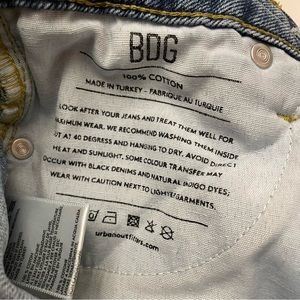 BDG
100% COTTON
MADE IN TURKEY - FABRIQUE AU TURQUIE
LOOK AFTER YOUR JEANS AND TREAT THEM WELL FOR
MAXIMUM WEAR. WE RECOMMEND WASHING THEM INSIDE
OUT AT 40 DEGREES AND HANGING TO DRY. AVOID DIRECT
HEAT AND SUNLIGHT. SOME COLOUR TRANSFER MAY
OCCUR WITH BLACK DENIMS AND NATURAL INDIGO DYES;
WEAR WITH CAUTION NEXT TO LIGHTER GARMENTS.
urbanoutfitters.com